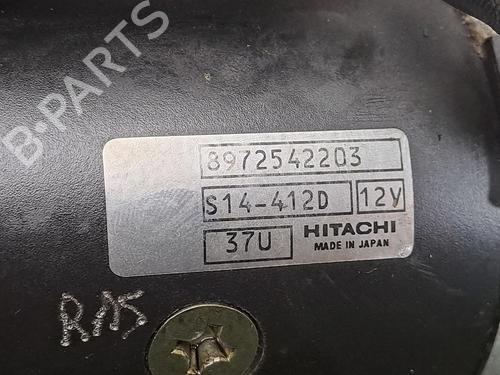 B-PARTS
8972542203
S14-412D 12V
37U HITACHI
MADE IN JAPAN